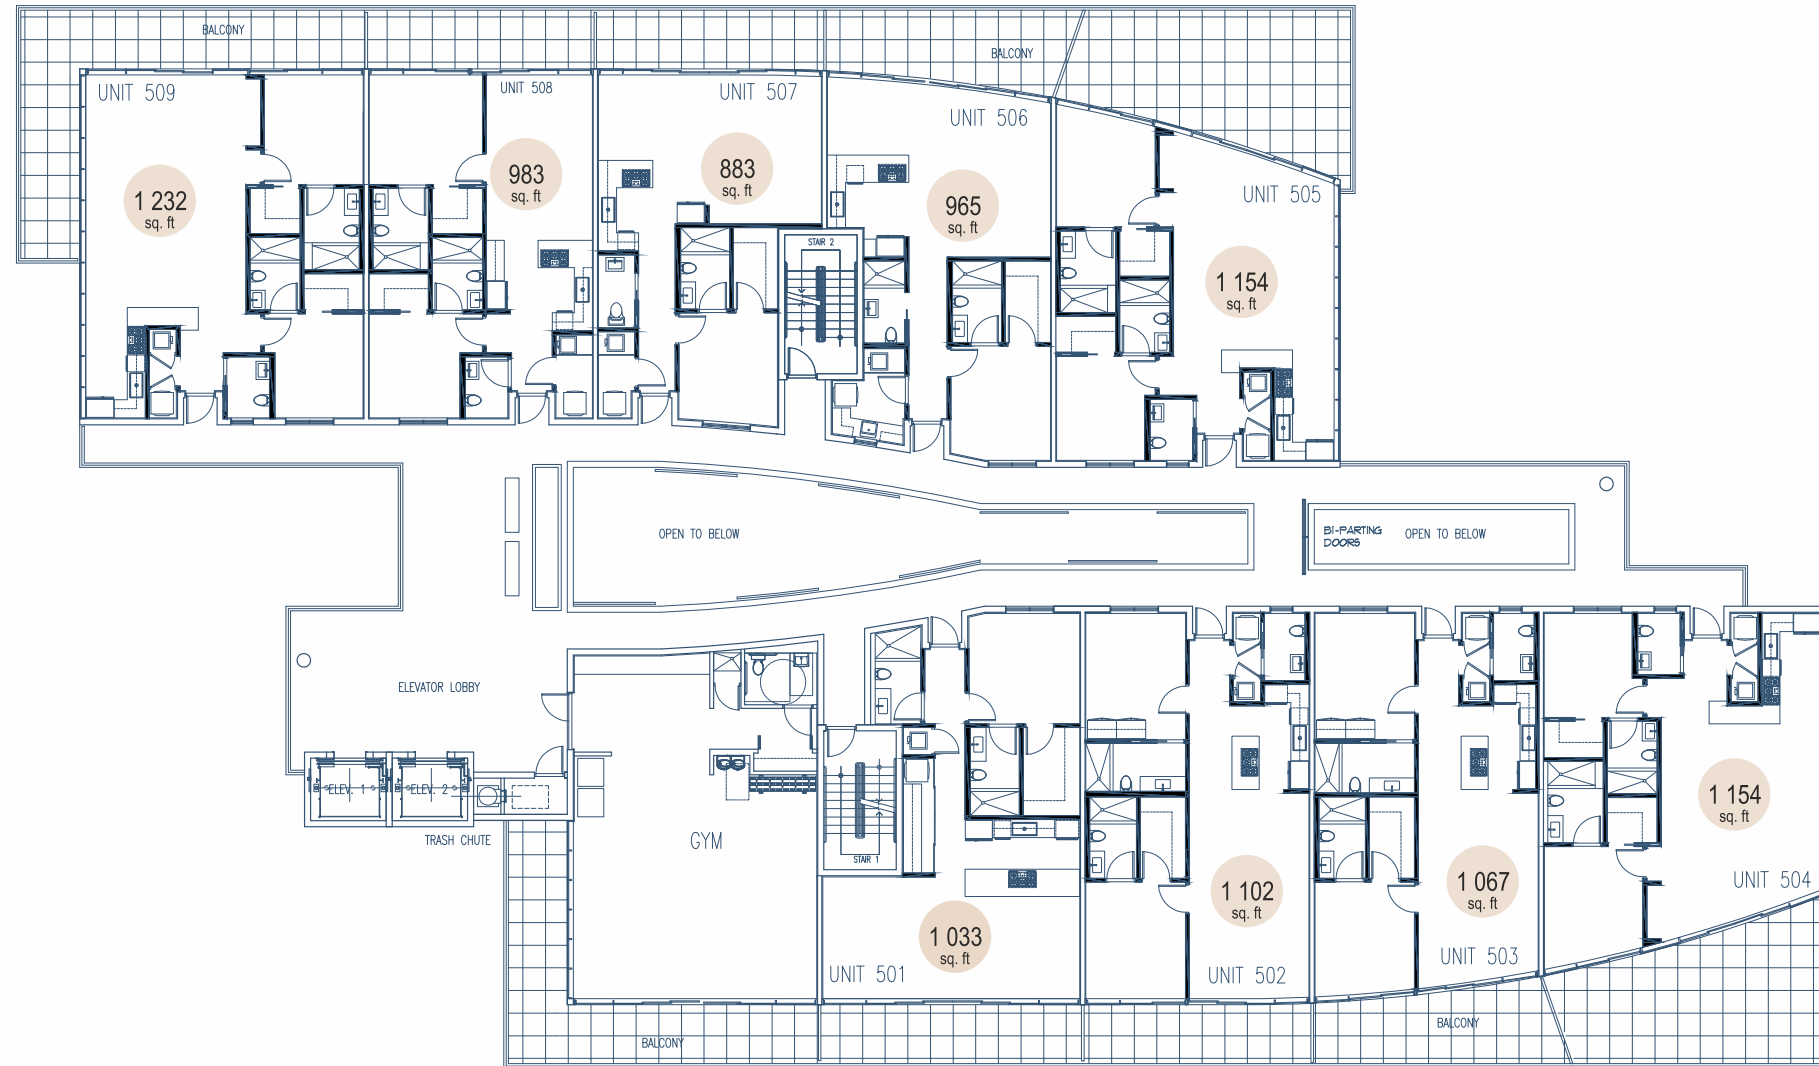 BALCONY
BALCONY
UNIT 509
UNIT 508
UNIT 507
UNIT 506
UNIT 505
1 232
sq. ft
983
sq. ft
883
sq. ft
965
sq. ft
1 154
sq. ft
STAIR 2
OPEN TO BELOW
BI-PARTING
DOORS
OPEN TO BELOW
ELEVATOR LOBBY
ELEV. 1
ELEV. 2
TRASH CHUTE
GYM
STAIR 1
1 033
sq. ft
1 102
sq. ft
1 067
sq. ft
1 154
sq. ft
UNIT 501
UNIT 502
UNIT 503
UNIT 504
BALCONY
BALCONY